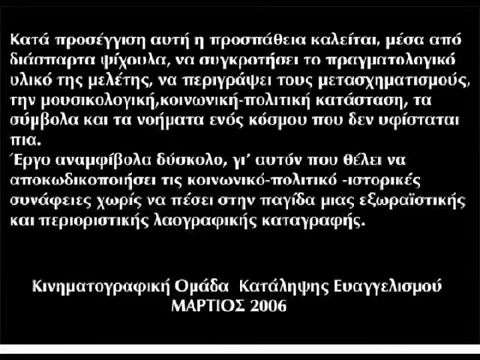 Κατά προσέγγιση αυτή η προσπάθεια καλείται, μέσα από
διάσπαρτα ψίχουλα, να συγκροτήσει το πραγματολογικό
υλικό της μελέτης, να περιγράψει τους μετασχηματισμούς,
την μουσικολογική,κοινωνική-πολιτική κατάσταση, τα
σύμβολα και τα νοήματα ενός κόσμου που δεν υφίσταται
πια.
Έργο αναμφίβολα δύσκολο, γι’ αυτόν που θέλει να
αποκωδικοποιήσει τις κοινωνικό-πολιτικό -ιστορικές
συνάφειες χωρίς να πέσει στην παγίδα μιας εξωραϊστικής
και περιοριστικής λαογραφικής καταγραφής.
Κινηματογραφική Ομάδα Κατάληψης Ευαγγελισμού
ΜΑΡΤΙΟΣ 2006